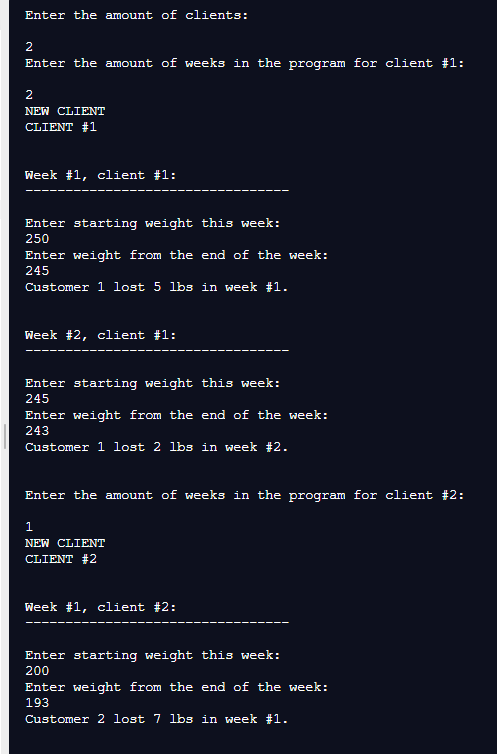 Enter the amount of clients:
2
Enter the amount of weeks in the program for client #1:
2
NEW CLIENT
CLIENT #1
Week #1, client #1:
---------------------------------
Enter starting weight this week:
250
Enter weight from the end of the week:
245
Customer 1 lost 5 lbs in week #1.
Week #2, client #1:
---------------------------------
Enter starting weight this week:
245
Enter weight from the end of the week:
243
Customer 1 lost 2 lbs in week #2.
Enter the amount of weeks in the program for client #2:
1
NEW CLIENT
CLIENT #2
Week #1, client #2:
---------------------------------
Enter starting weight this week:
200
Enter weight from the end of the week:
193
Customer 2 lost 7 lbs in week #1.